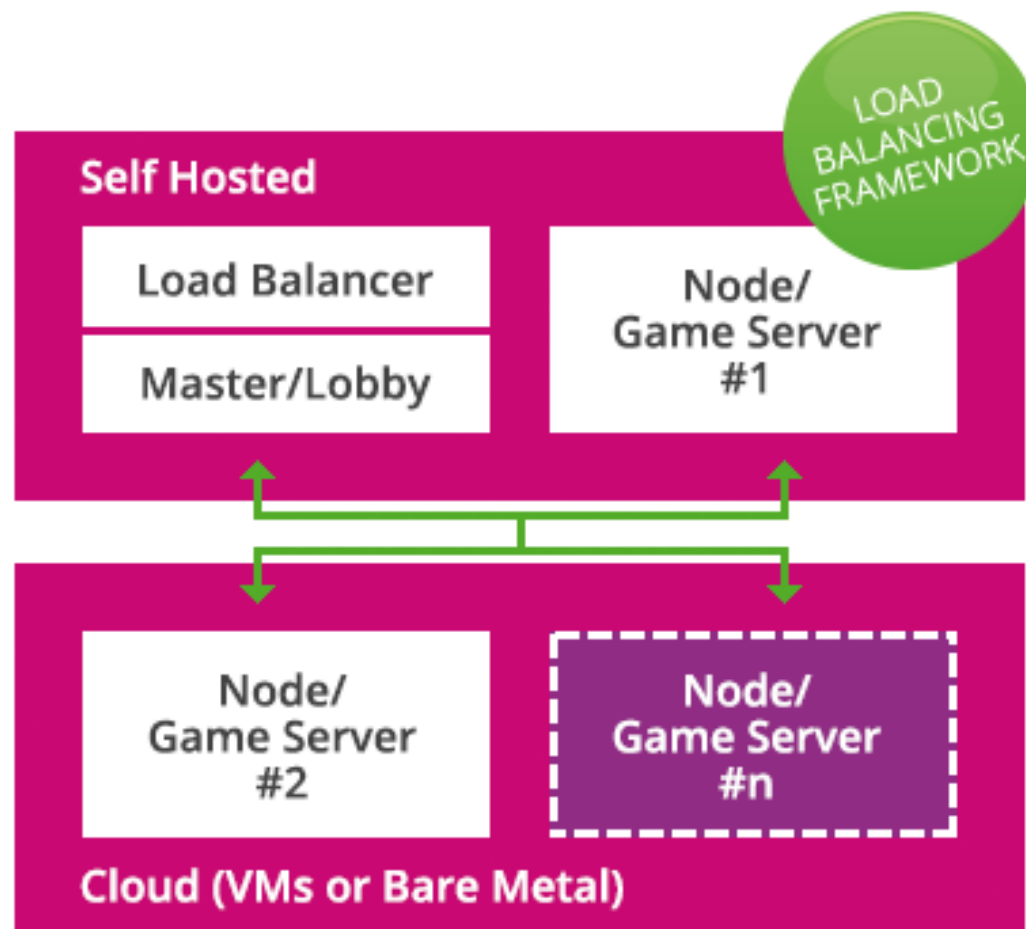 LOAD
BALANCING
FRAMEWORK
Self Hosted
Load Balancer
Master/Lobby
Node/
Game Server
#1
Node/
Game Server
#2
Node/
Game Server
#n
Cloud (VMs or Bare Metal)